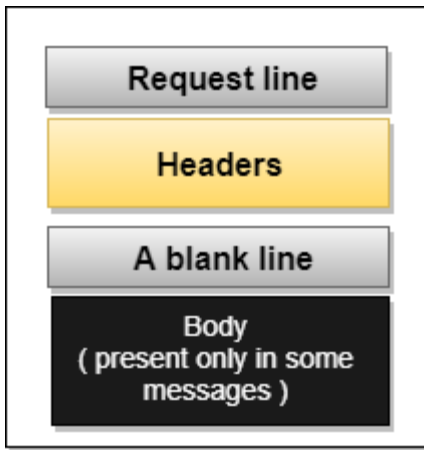 Request line
Headers
A blank line
Body
( present only in some
messages )